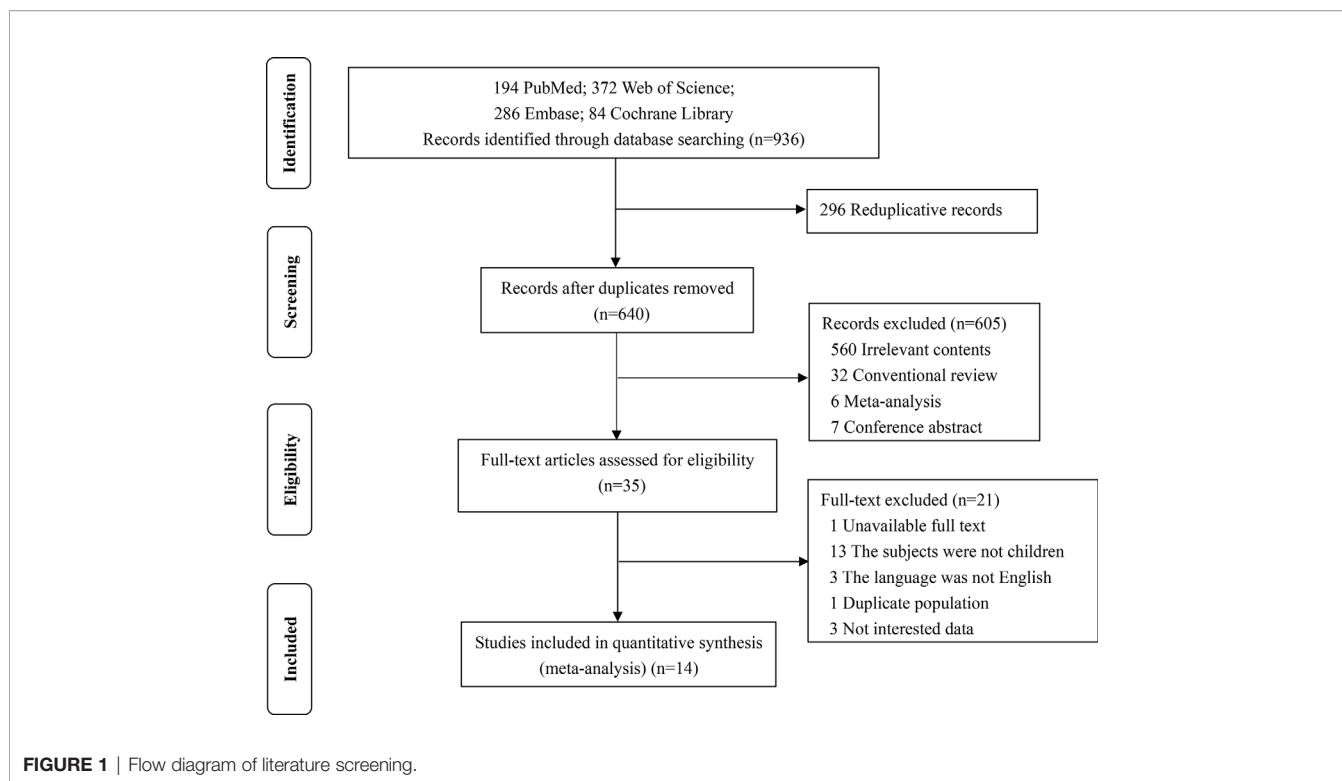 Identification
194 PubMed; 372 Web of Science;
286 Embase; 84 Cochrane Library
Records identified through database searching (n=936)
296 Reduplicative records
Screening
Records after duplicates removed
(n=640)
Records excluded (n=605)
560 Irrelevant contents
32 Conventional review
6 Meta-analysis
7 Conference abstract
Eligibility
Full-text articles assessed for eligibility
(n=35)
Full-text excluded (n=21)
1 Unavailable full text
13 The subjects were not children
3 The language was not English
1 Duplicate population
3 Not interested data
Included
Studies included in quantitative synthesis
(meta-analysis) (n=14)
FIGURE 1 | Flow diagram of literature screening.